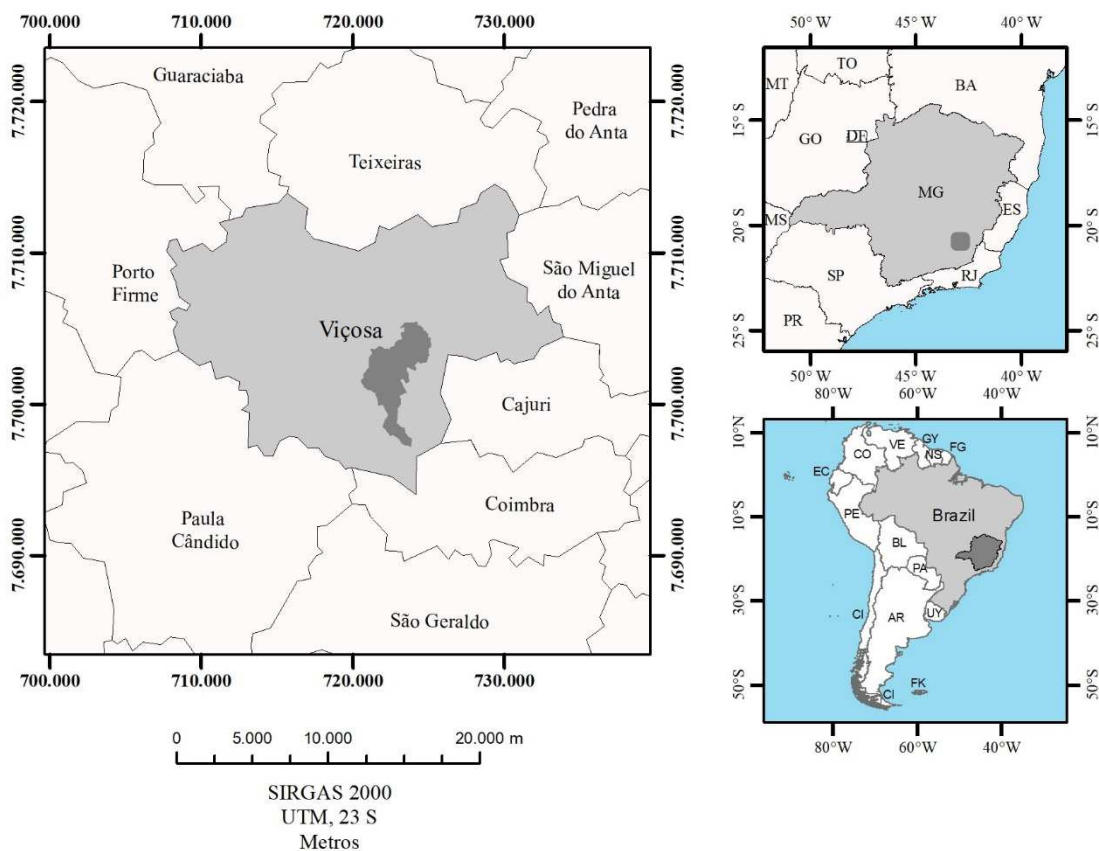 700.000 710.000 720.000 730.000
7.720.000
7.710.000
7.700.000
7.690.000
Guaraciaba
Pedra
do Anta
Teixeiras
Porto
Firme
São Miguel
do Anta
Viçosa
Cajuri
Coimbra
Paula
Cândido
São Geraldo
7.720.000
7.710.000
7.700.000
7.690.000
700.000 710.000 720.000 730.000
0 5.000 10.000 20.000 m
SIRGAS 2000
UTM, 23 S
Metros
50°W 45°W 40°W
15°S
20°S
25°S
TO
MT
BA
GO
DF
MG
ES
MS
SP
RJ
PR
15°S
20°S
25°S
50°W 45°W 40°W
80°W 60°W 40°W
10°N
10°S
30°S
50°S
VE
GY
FG
CO
NS
EC
PE
Brazil
BL
PA
CI
AR
UY
CI
FK
10°N
10°S
30°S
50°S
80°W 60°W 40°W